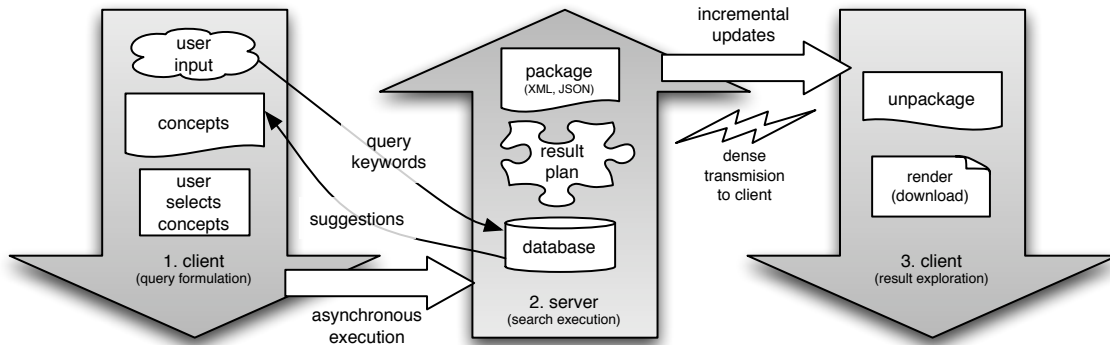 user
input
concepts
user
selects
concepts
1. client
(query formulation)
query
keywords
suggestions
asynchronous
execution
package
(XML, JSON)
result
plan
database
2. server
(search execution)
incremental
updates
dense
transmision
to client
unpackage
render
(download)
3. client
(result exploration)